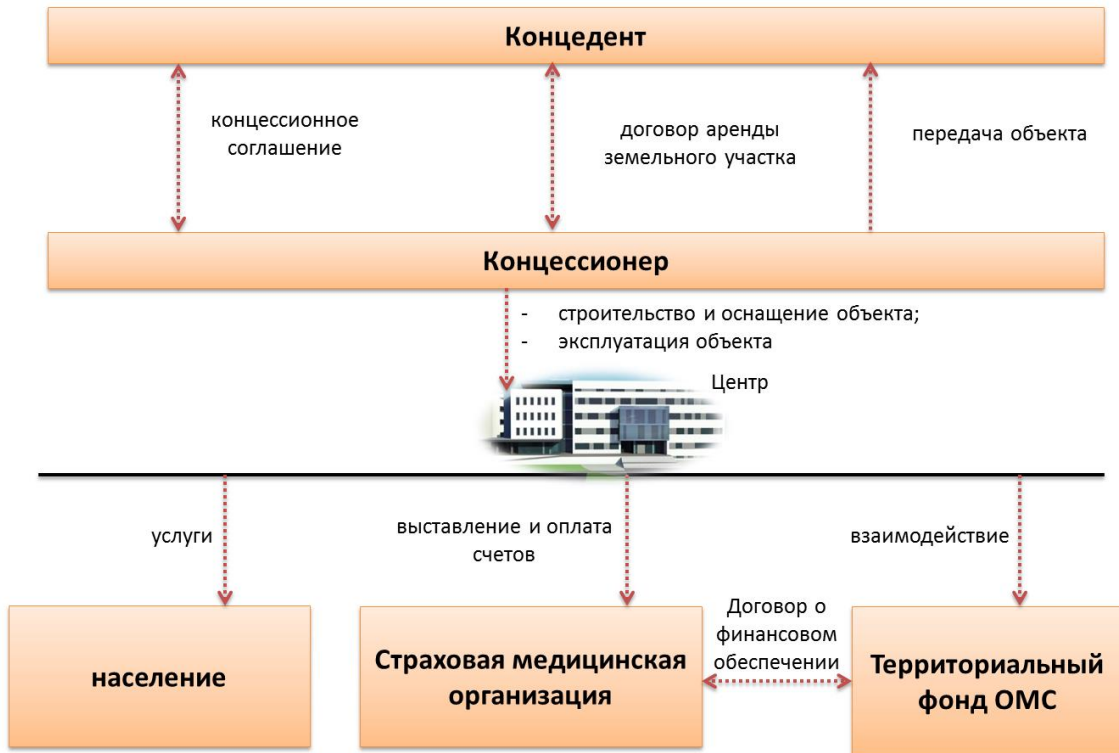 Концедент
концессионное
соглашение
договор аренды
земельного участка
передача объекта
Концессионер
- строительство и оснащение объекта;
- эксплуатация объекта
Центр
услуги
выставление и оплата
счетов
взаимодействие
население
Страховая медицинская
организация
Договор о
финансовом
обеспечении
Территориальный
фонд ОМС